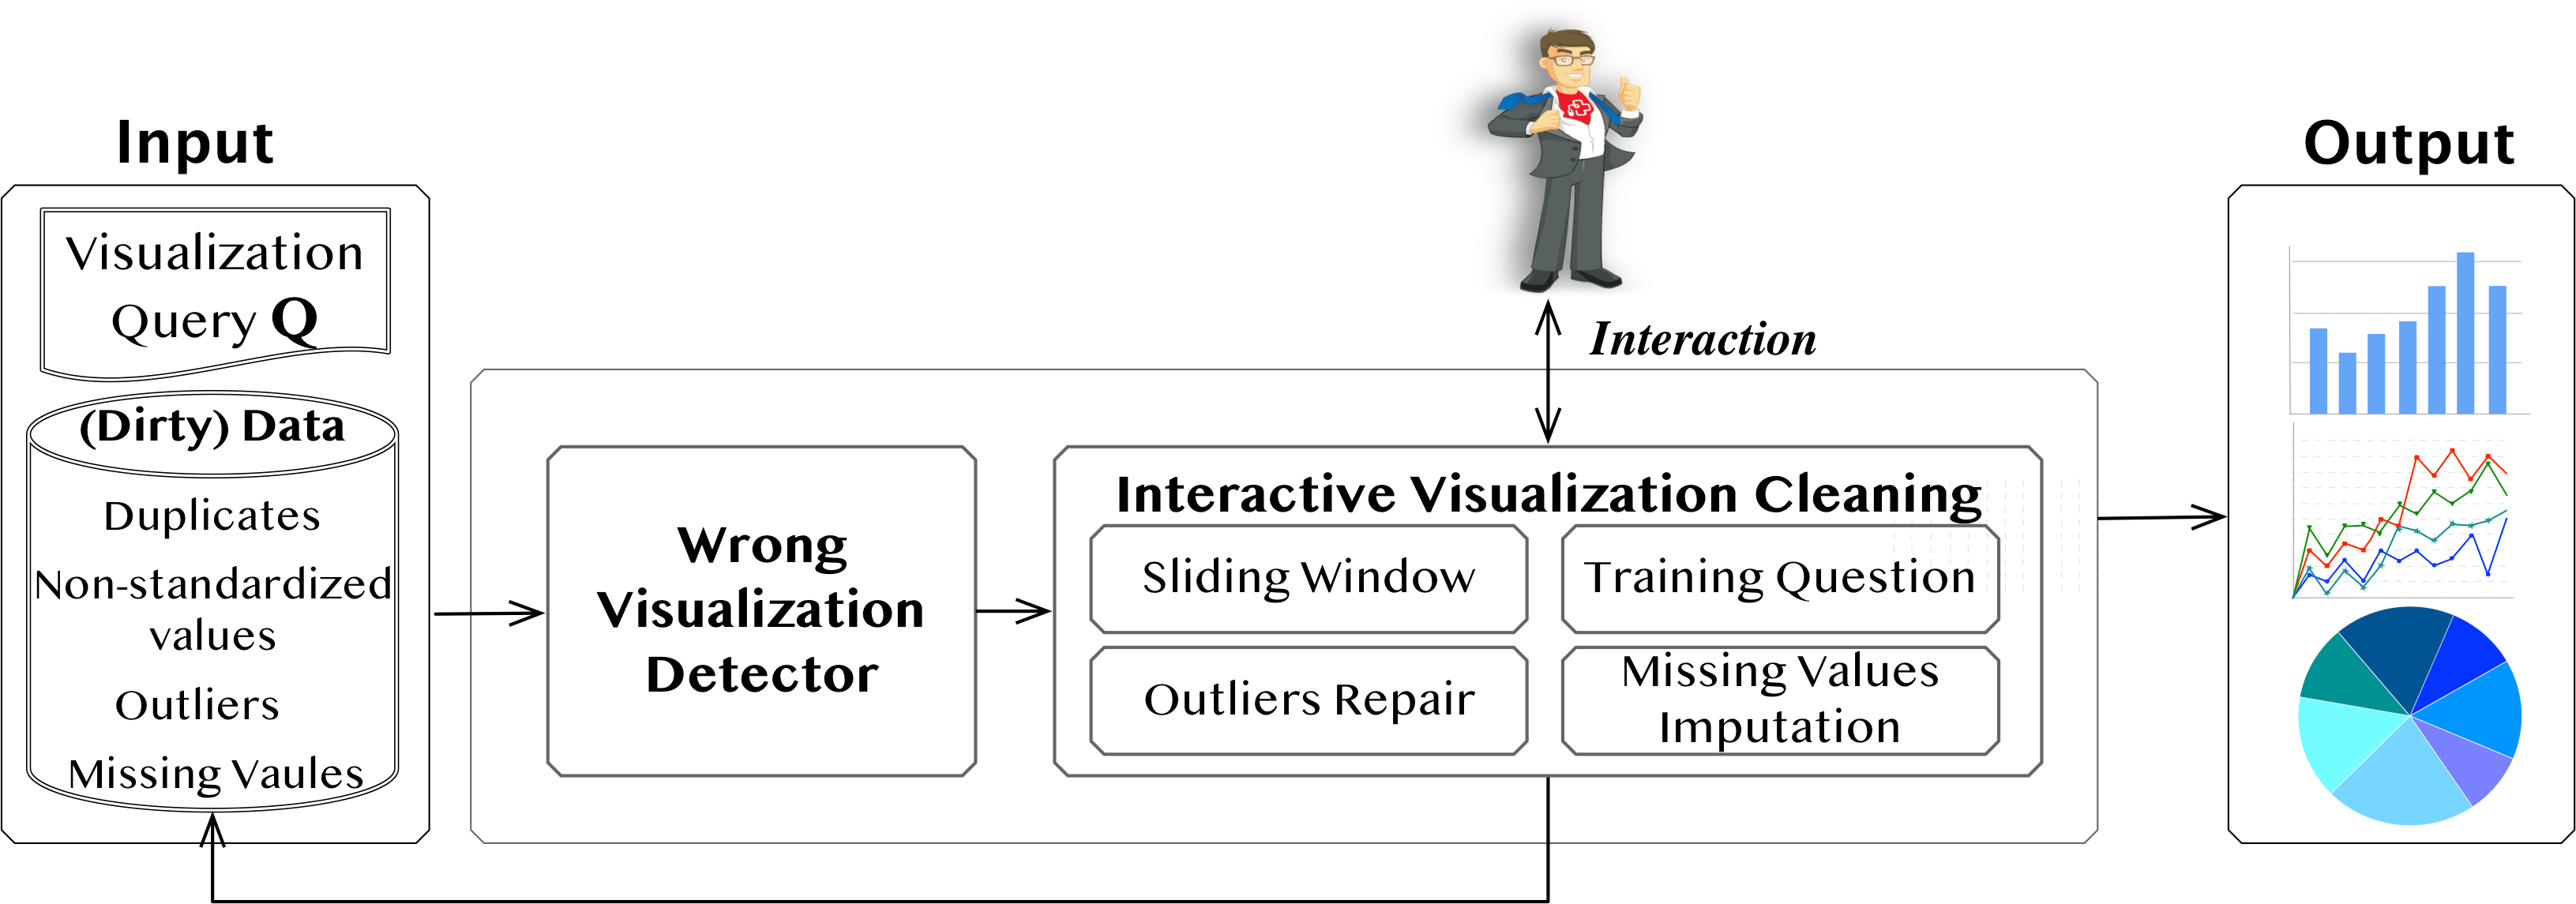 Input
Visualization
Query Q
(Dirty) Data
Duplicates
Non-standardized
values
Outliers
Missing Vaules
Wrong
Visualization
Detector
Interaction
Interactive Visualization Cleaning
Sliding Window
Training Question
Outliers Repair
Missing Values
Imputation
Output